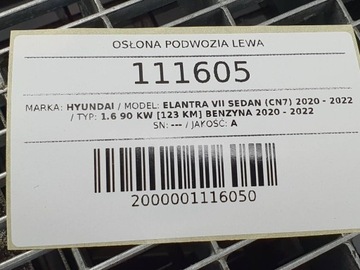 OSŁONA PODWOZIA LEWA
111605
MARKA: HYUNDAI / MODEL: ELANTRA VII SEDAN (CN7) 2020 - 2022
/ TYP: 1.6 90 KW [123 KM] BENZYNA 2020 - 2022
SN: --- / JAKOŚĆ: A
2000001116050